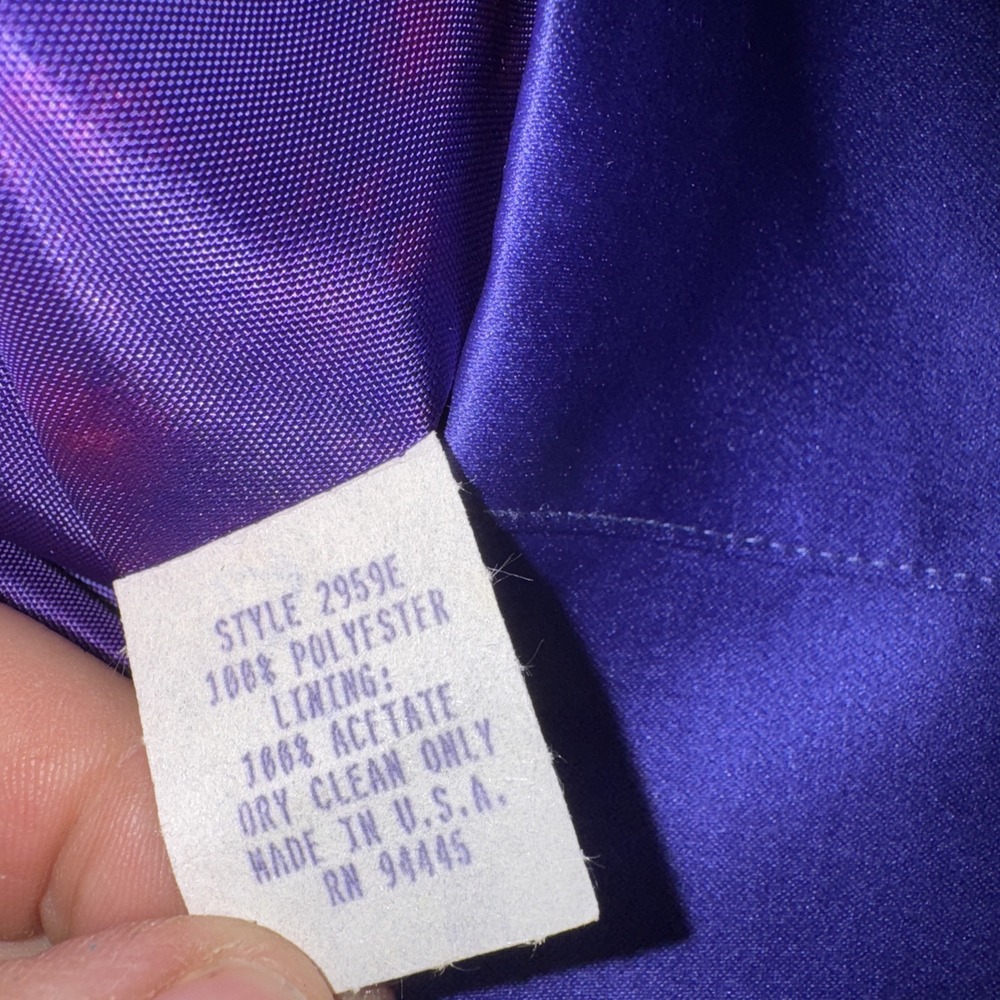 STYLE 2959E
100% POLYESTER
LINING:
100% ACETATE
DRY CLEAN ONLY
MADE IN U.S.A.
RN 94445